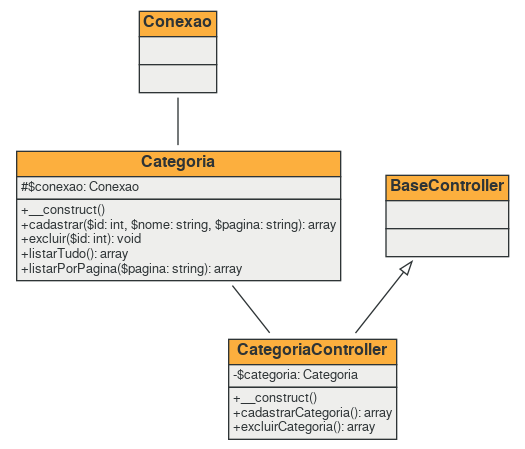 Conexao
Categoria
#$conexao: Conexao
+__construct()
+cadastrar($id: int, $nome: string, $pagina: string): array
+excluir($id: int): void
+listarTudo(): array
+listarPorPagina($pagina: string): array
BaseController
CategoriaController
-$categoria: Categoria
+__construct()
+cadastrarCategoria(): array
+excluirCategoria(): array